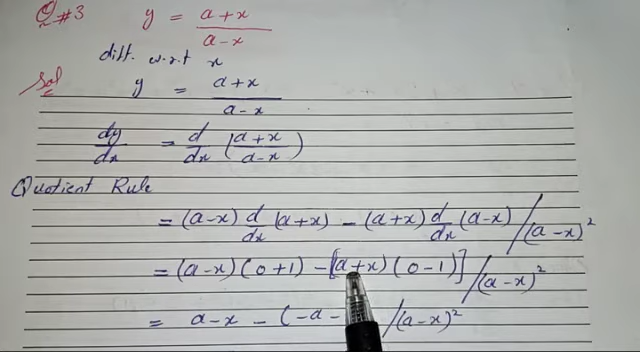 Q#3 y = a+x / a-x
diff. w.r.t x
Sol y = a+x / a-x
dy/dx = d/dx (a+x / a-x)
Quotient Rule
= (a-x) d/dx (a+x) - (a+x) d/dx (a-x) / (a-x)²
= (a-x)(0+1) - [(a+x)(0-1)] / (a-x)²
= a-x - (-a- / (a-x)²